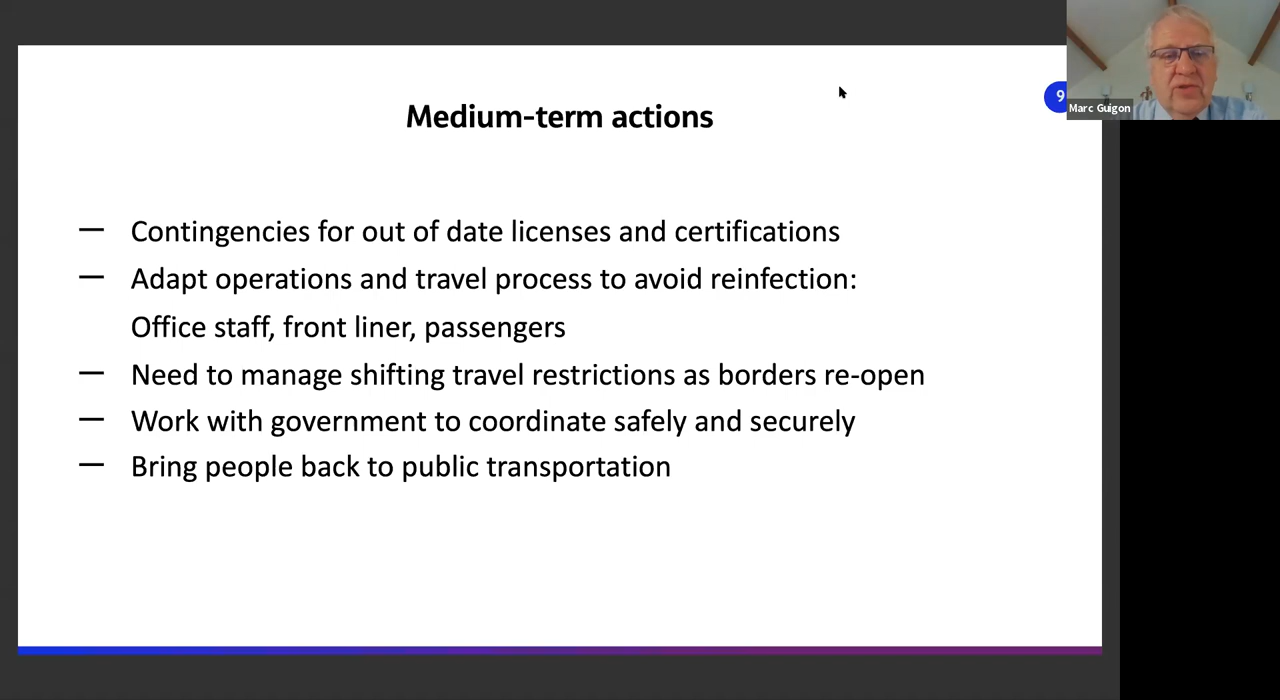 9
Marc Guigon
Medium-term actions
— Contingencies for out of date licenses and certifications
— Adapt operations and travel process to avoid reinfection:
Office staff, front liner, passengers
— Need to manage shifting travel restrictions as borders re-open
— Work with government to coordinate safely and securely
— Bring people back to public transportation